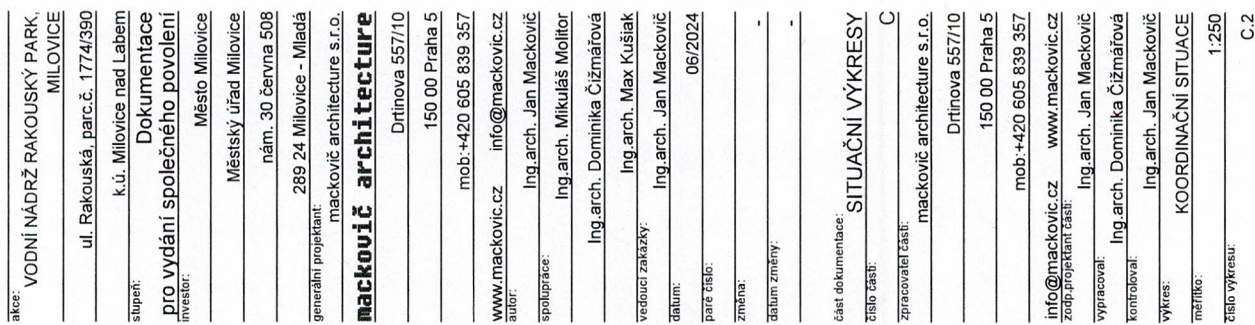 akce:
VODNÍ NÁDRŽ RAKOUSKÝ PARK,
MILOVICE
ul. Rakouská, parc.č. 1774/390
k.ú. Milovice nad Labem
stupeň:
Dokumentace
pro vydání společného povolení
investor:
Město Milovice
Městský úřad Milovice
nám. 30 června 508
289 24 Milovice - Mladá
generální projektant:
mackovič architecture s.r.o.
mackovič architecture
Drtinova 557/10
150 00 Praha 5
mob:+420 605 839 357
www.mackovic.cz info@mackovic.cz
autor:
Ing.arch. Jan Mackovič
spolupráce:
Ing.arch. Mikuláš Molitor
Ing.arch. Dominika Čižmářová
Ing.arch. Max Kušiak
vedoucí zakázky:
Ing.arch. Jan Mackovič
datum:
06/2024
paré číslo:
změna:
-
datum změny:
-
část dokumentace:
SITUAČNÍ VÝKRESY
číslo části:
C
zpracovatel části:
mackovič architecture s.r.o.
Drtinova 557/10
150 00 Praha 5
mob:+420 605 839 357
info@mackovic.cz www.mackovic.cz
zodp.projektant části:
Ing.arch. Jan Mackovič
vypracoval:
Ing.arch. Dominika Čižmářová
kontroloval:
Ing.arch. Jan Mackovič
výkres:
KOORDINAČNÍ SITUACE
měřítko:
1:250
číslo výkresu:
C.2